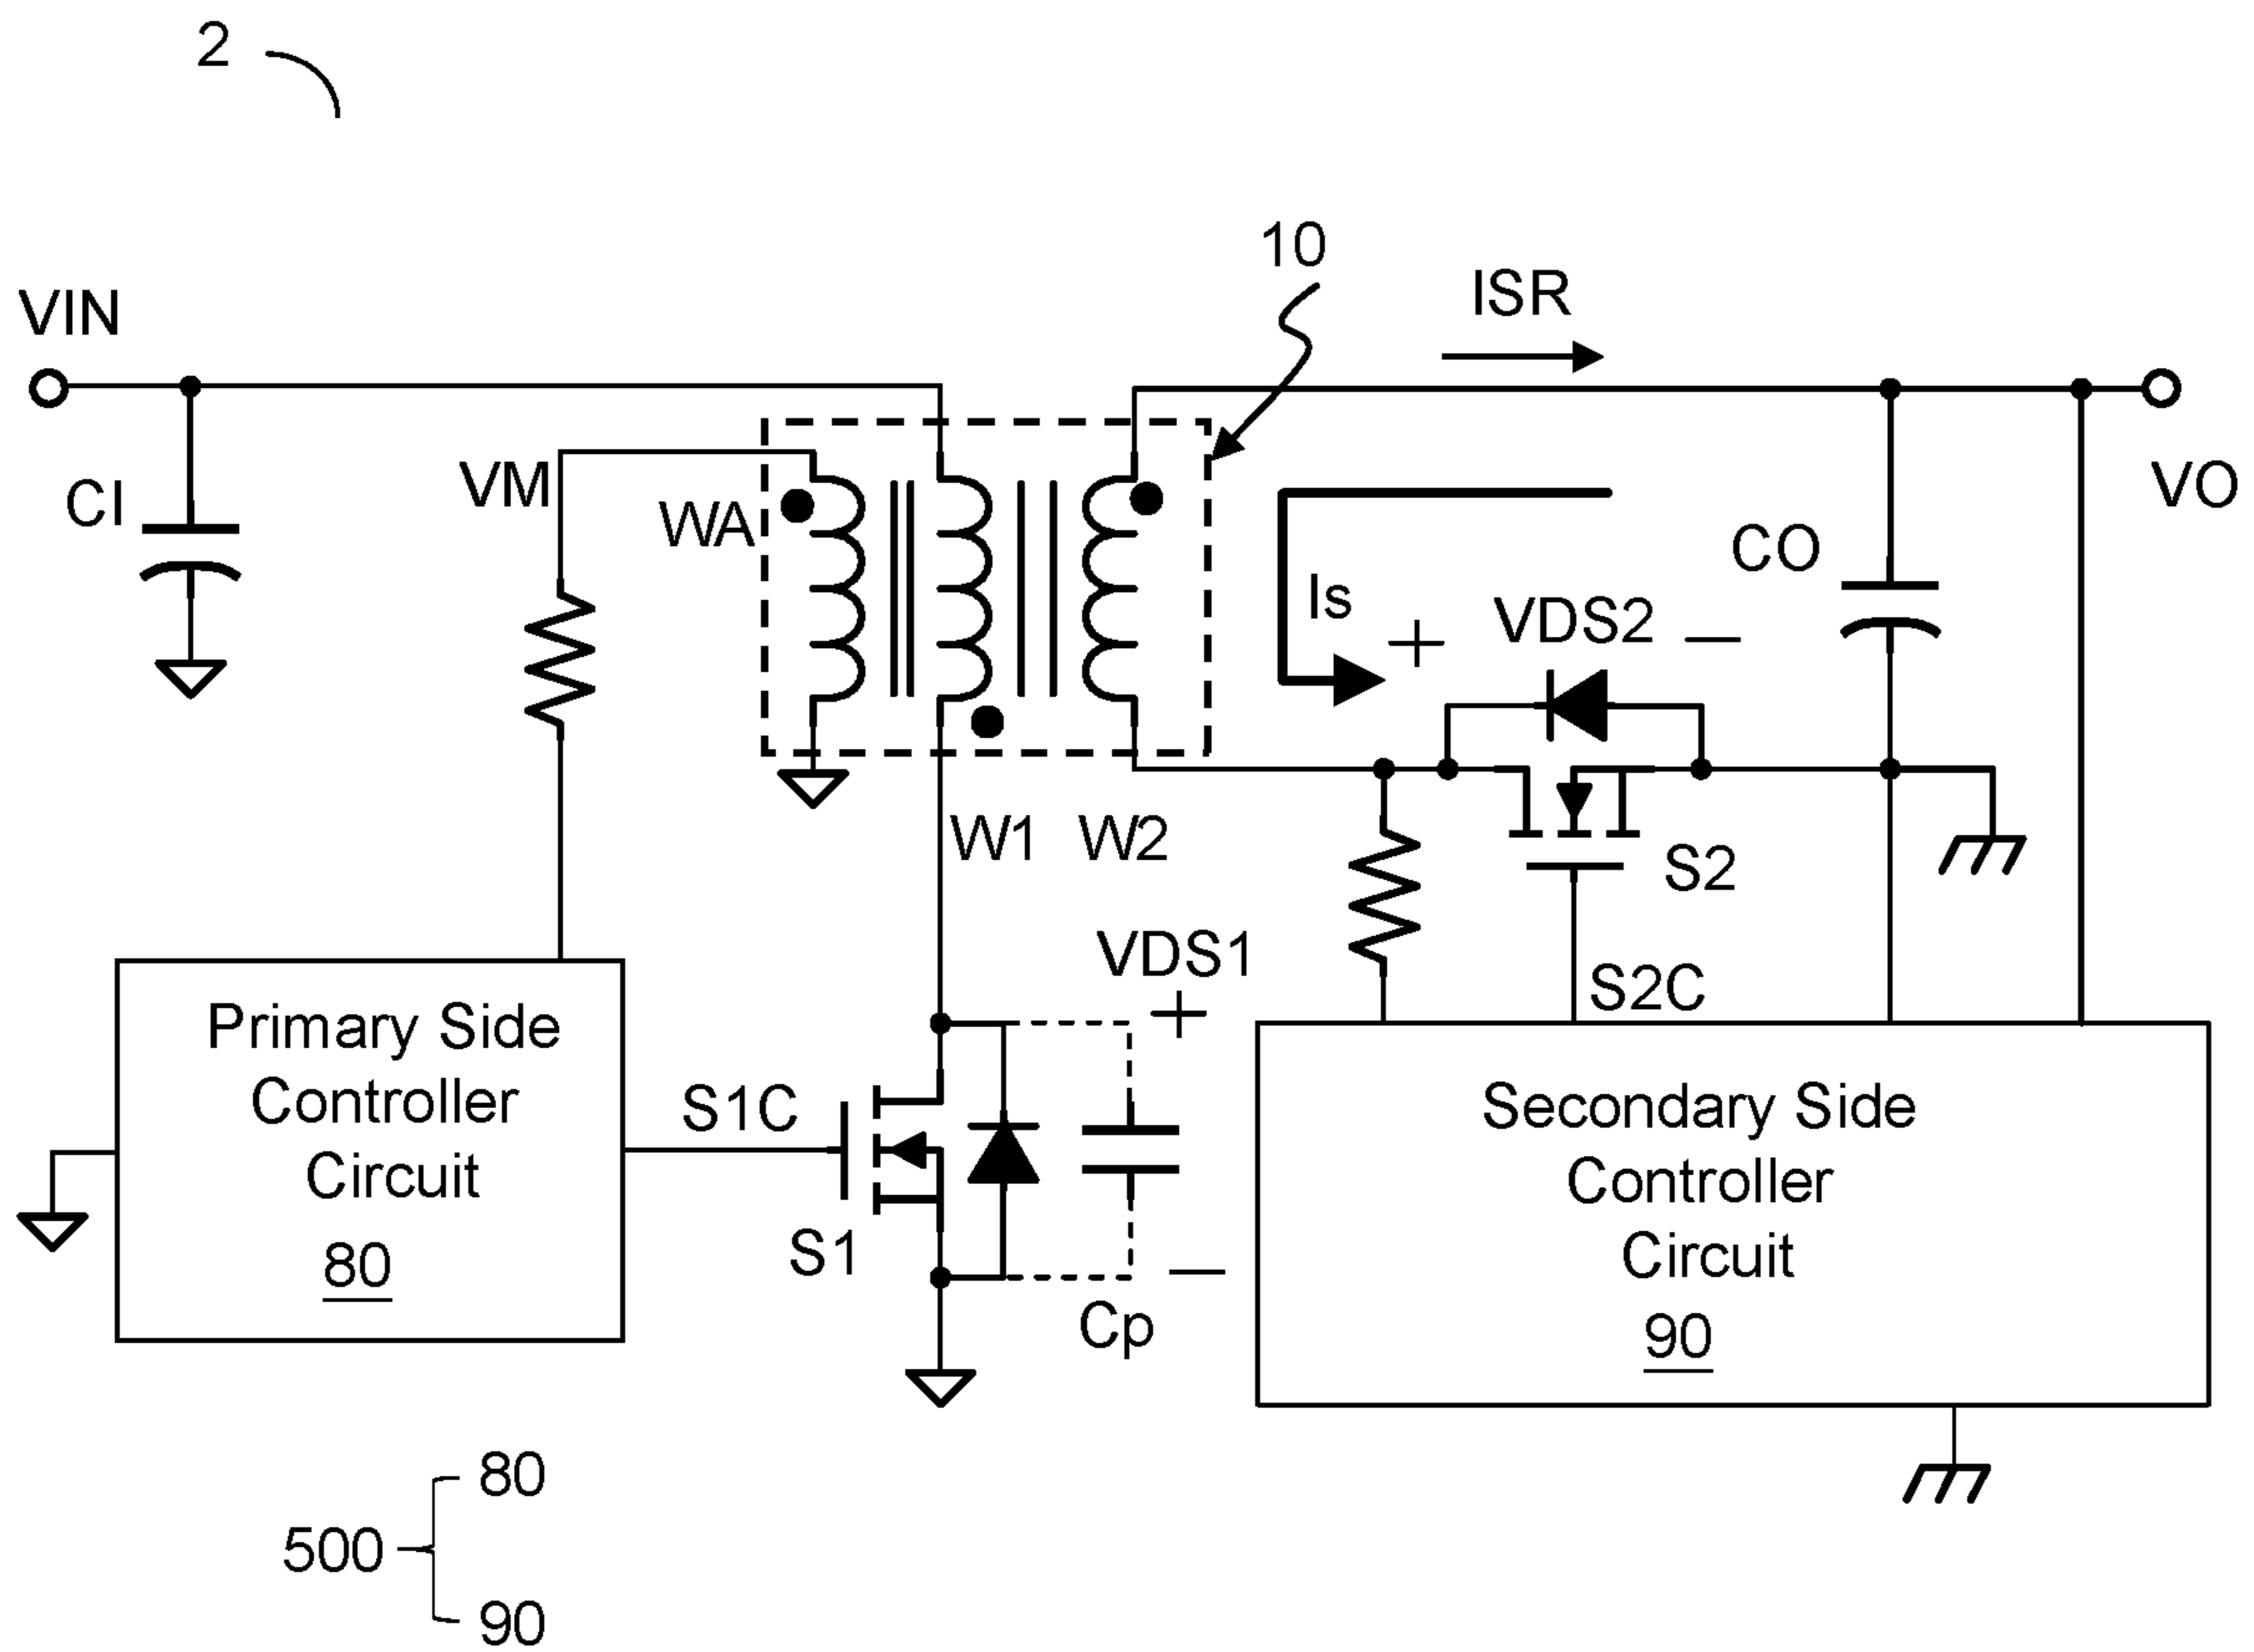 2
10
ISR
VIN
VO
CI
VM
WA
CO
Is
+ VDS2 —
W1
W2
S2
VDS1
+
S2C
Primary Side
Controller
Circuit
80
S1C
S1
—
Cp
Secondary Side
Controller
Circuit
90
500
80
90